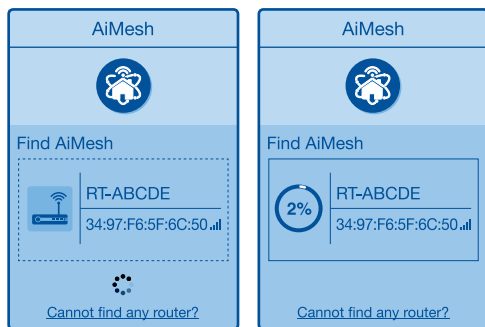 AiMesh
Find AiMesh
RT-ABCDE
34:97:F6:5F:6C:50
Cannot find any router?
AiMesh
Find AiMesh
2%
RT-ABCDE
34:97:F6:5F:6C:50
Cannot find any router?